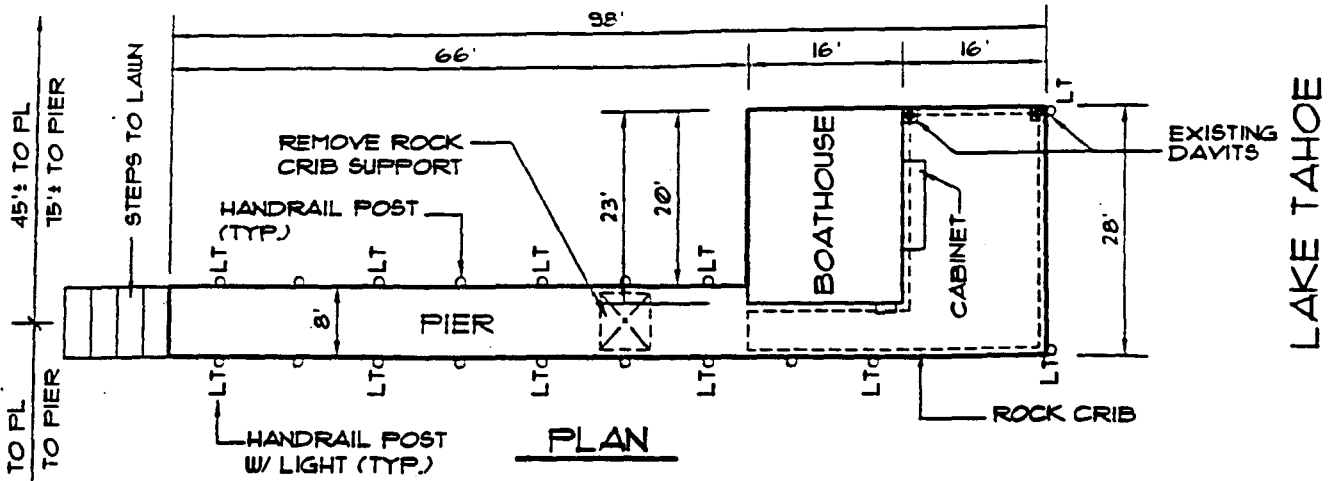 98'
66'
16'
16'
45'± TO PL
15'± TO PIER
STEPS TO LAWN
REMOVE ROCK
CRIB SUPPORT
HANDRAIL POST
(TYP.)
23'
20'
BOATHOUSE
CABINET
LT
EXISTING
DAVITS
28'
LAKE TAHOE
LT
LT
LT
LT
8'
PIER
TO PL
TO PIER
LT
LT
LT
LT
LT
LT
HANDRAIL POST
W/ LIGHT (TYP.)
PLAN
ROCK CRIB